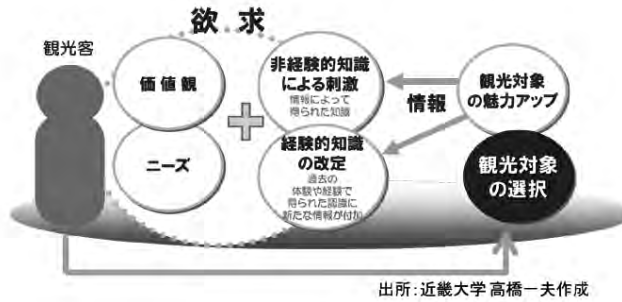 欲求
観光客
価値観
ニーズ
非経験的知識
による刺激
情報によって
得られた知識
経験的知識
の改定
過去の
体験や経験で
得られた認識に
新たな情報が付加
情報
観光対象
の魅力アップ
観光対象
の選択
出所:近畿大学 高橋一夫作成